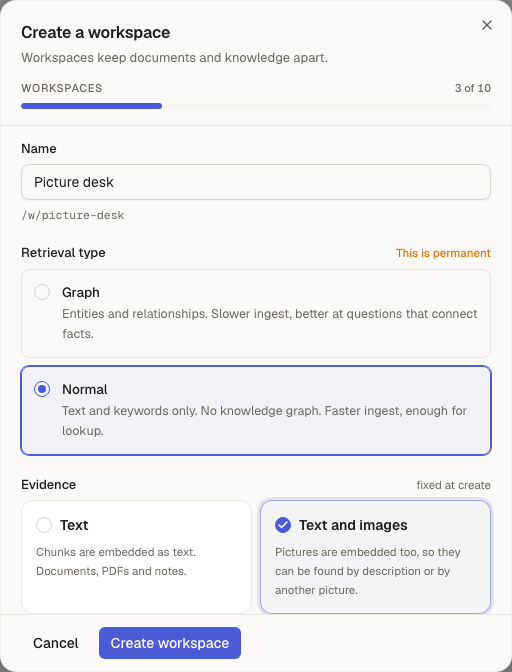 Create a workspace
Workspaces keep documents and knowledge apart.
WORKSPACES
3 of 10
Name
Picture desk
/w/picture-desk
Retrieval type
This is permanent
Graph
Entities and relationships. Slower ingest, better at questions that connect
facts.
Normal
Text and keywords only. No knowledge graph. Faster ingest, enough for
lookup.
Evidence
fixed at create
Text
Chunks are embedded as text.
Documents, PDFs and notes.
Text and images
Pictures are embedded too, so they
can be found by description or by
another picture.
Cancel
Create workspace